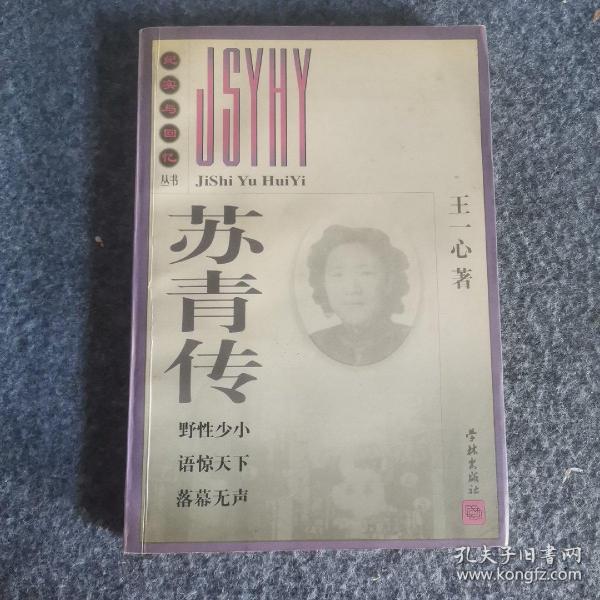 纪实与回忆
丛书
JSYHY
JiShi Yu HuiYi
苏青传
王一心著
野性少小
语惊天下
落幕无声
学林出版社
孔夫子旧书网
www.kongfz.com